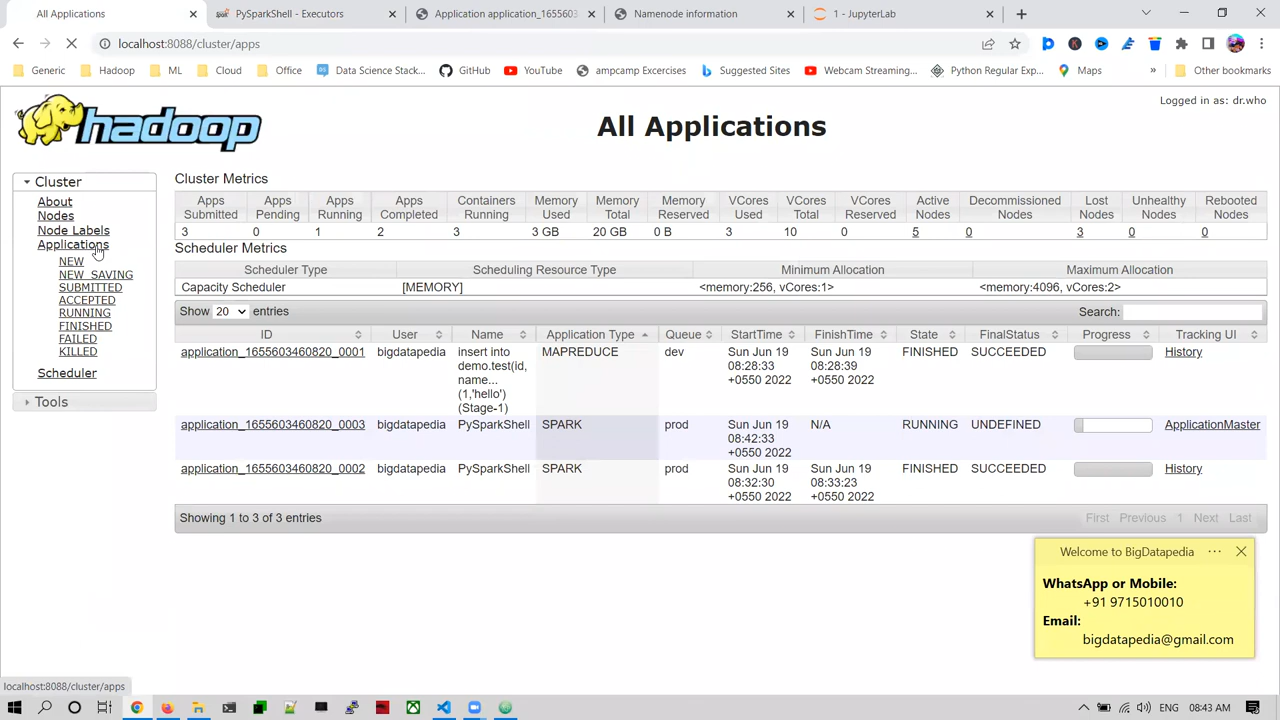 All Applications
PySparkShell - Executors
Application application_165560
Namenode information
1 - JupyterLab
localhost:8088/cluster/apps
Generic
Hadoop
ML
Cloud
Office
Data Science Stack...
GitHub
YouTube
ampcamp Excercises
Suggested Sites
Webcam Streaming...
Python Regular Exp...
Maps
»
Other bookmarks
Logged in as: dr.who
hadoop
All Applications
Cluster
About
Nodes
Node Labels
Applications
NEW
NEW_SAVING
SUBMITTED
ACCEPTED
RUNNING
FINISHED
FAILED
KILLED
Scheduler
Tools
Cluster Metrics
Apps Submitted Apps Pending Apps Running Apps Completed Containers Running Memory Used Memory Total Memory Reserved VCores Used VCores Total VCores Reserved Active Nodes Decommissioned Nodes Lost Nodes Unhealthy Nodes Rebooted Nodes
3 0 1 2 3 3 GB 20 GB 0 B 3 10 0 5 0 3 0 0
Scheduler Metrics
Scheduler Type Scheduling Resource Type Minimum Allocation Maximum Allocation
Capacity Scheduler [MEMORY] <memory:256, vCores:1> <memory:4096, vCores:2>
Show 20 entries Search:
ID User Name Application Type Queue StartTime FinishTime State FinalStatus Progress Tracking UI
application_1655603460820_0001 bigdatapedia insert into demo.test(id, name... (1,'hello') (Stage-1) MAPREDUCE dev Sun Jun 19 08:28:33 +0550 2022 Sun Jun 19 08:28:39 +0550 2022 FINISHED SUCCEEDED History
application_1655603460820_0003 bigdatapedia PySparkShell SPARK prod Sun Jun 19 08:42:33 +0550 2022 N/A RUNNING UNDEFINED ApplicationMaster
application_1655603460820_0002 bigdatapedia PySparkShell SPARK prod Sun Jun 19 08:32:30 +0550 2022 Sun Jun 19 08:33:23 +0550 2022 FINISHED SUCCEEDED History
Showing 1 to 3 of 3 entries First Previous 1 Next Last
Welcome to BigDatapedia
WhatsApp or Mobile:
+91 9715010010
Email:
bigdatapedia@gmail.com
localhost:8088/cluster/apps
ENG
08:43 AM